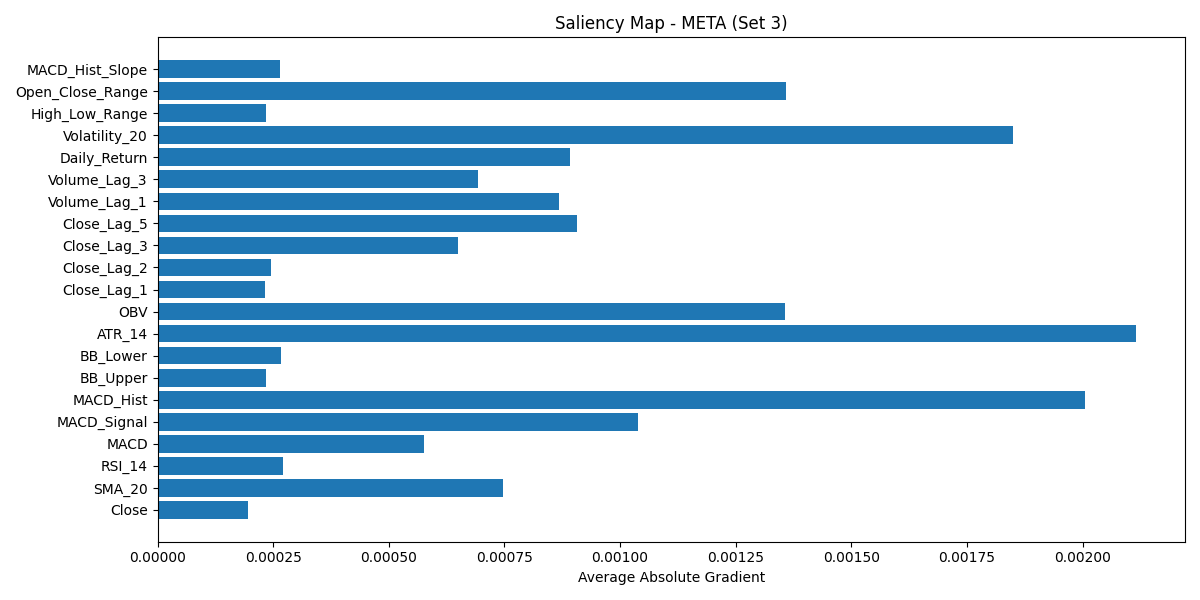 Saliency Map - META (Set 3)
MACD_Hist_Slope
Open_Close_Range
High_Low_Range
Volatility_20
Daily_Return
Volume_Lag_3
Volume_Lag_1
Close_Lag_5
Close_Lag_3
Close_Lag_2
Close_Lag_1
OBV
ATR_14
BB_Lower
BB_Upper
MACD_Hist
MACD_Signal
MACD
RSI_14
SMA_20
Close
0.00000 0.00025 0.00050 0.00075 0.00100 0.00125 0.00150 0.00175 0.00200
Average Absolute Gradient